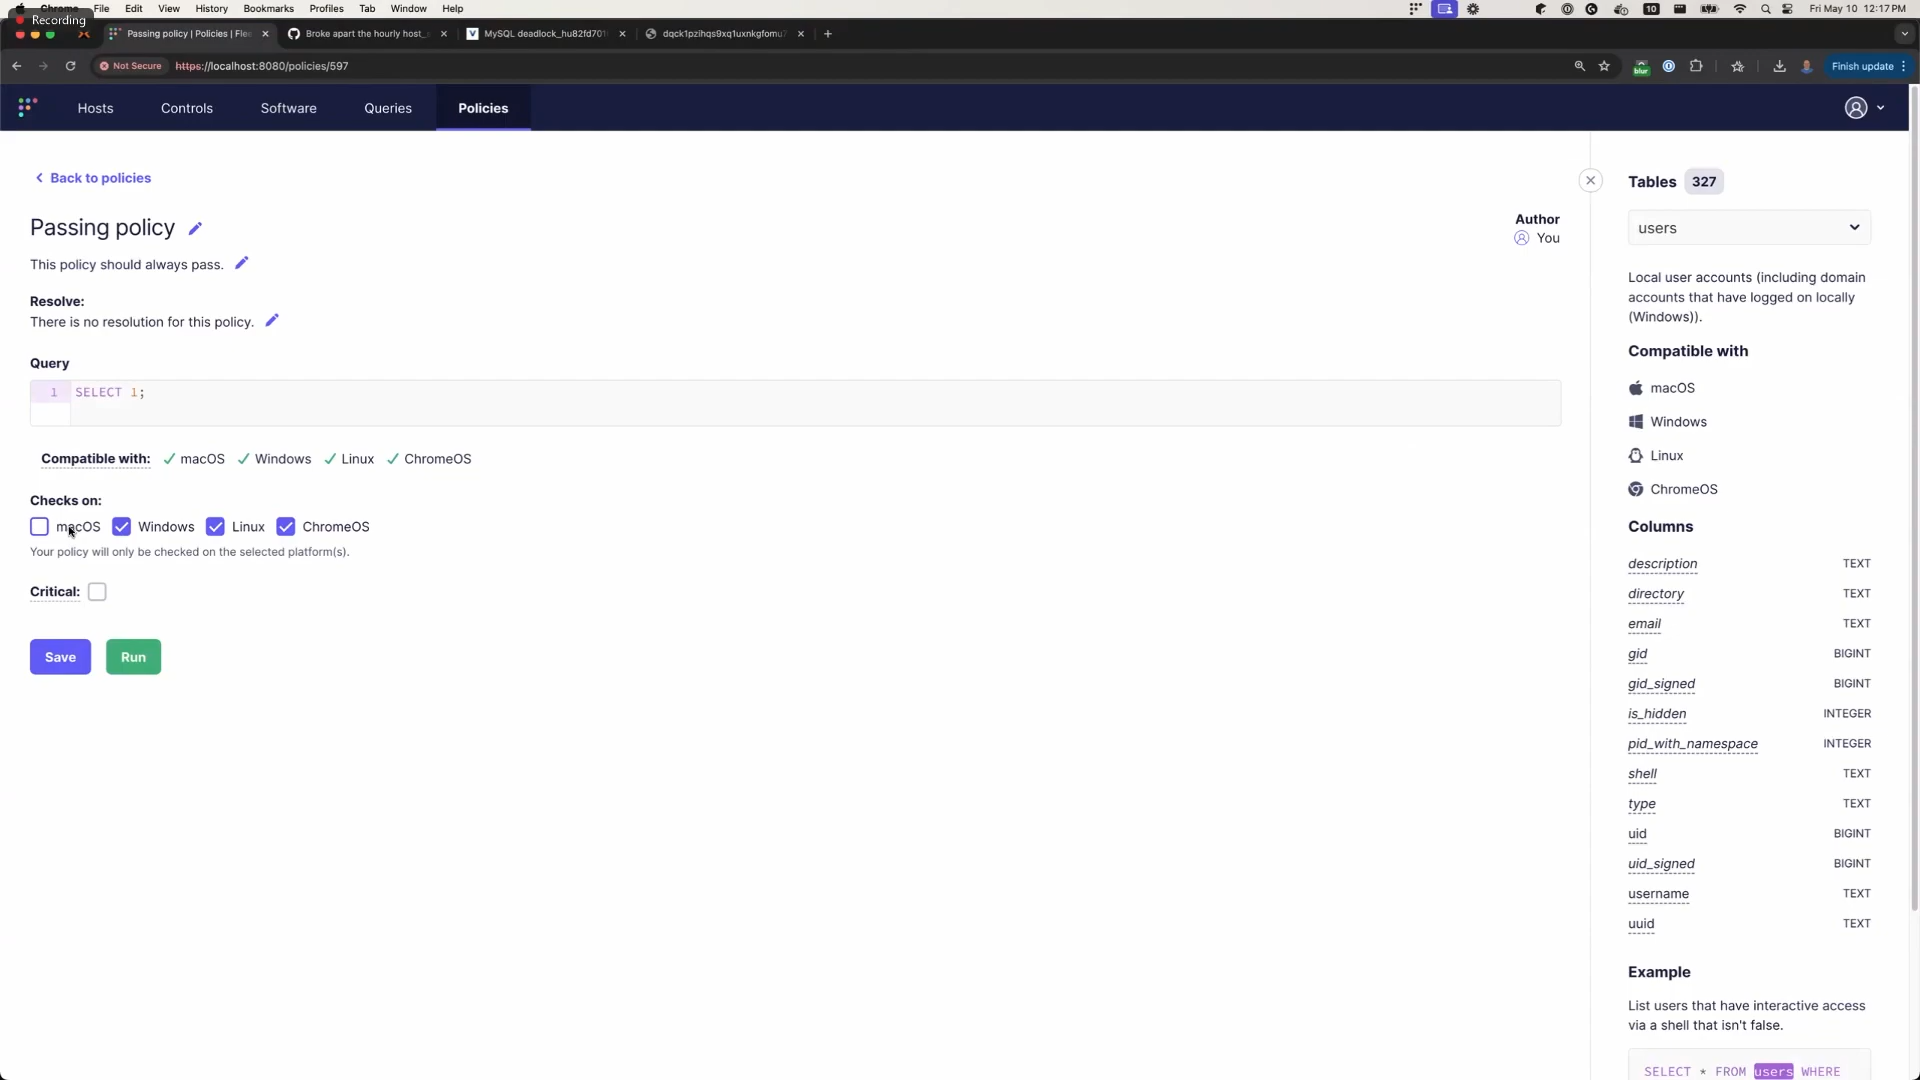 Chrome File Edit View History Bookmarks Profiles Tab Window Help
10 Fri May 10 12:17 PM
Recording
Passing policy | Policies | Flee
Broke apart the hourly host_
MySQL deadlock_hu82fd701
dqck1pzihqs9xq1uxnkgfomu7
Not Secure https://localhost:8080/policies/597
blur
Finish update
Hosts Controls Software Queries Policies
Back to policies
Passing policy
This policy should always pass.
Author
You
Resolve:
There is no resolution for this policy.
Query
1 SELECT 1;
Compatible with: macOS Windows Linux ChromeOS
Checks on:
macOS Windows Linux ChromeOS
Your policy will only be checked on the selected platform(s).
Critical:
Save Run
Tables 327
users
Local user accounts (including domain
accounts that have logged on locally
(Windows)).
Compatible with
macOS
Windows
Linux
ChromeOS
Columns
description TEXT
directory TEXT
email TEXT
gid BIGINT
gid_signed BIGINT
is_hidden INTEGER
pid_with_namespace INTEGER
shell TEXT
type TEXT
uid BIGINT
uid_signed BIGINT
username TEXT
uuid TEXT
Example
List users that have interactive access
via a shell that isn't false.
SELECT * FROM users WHERE